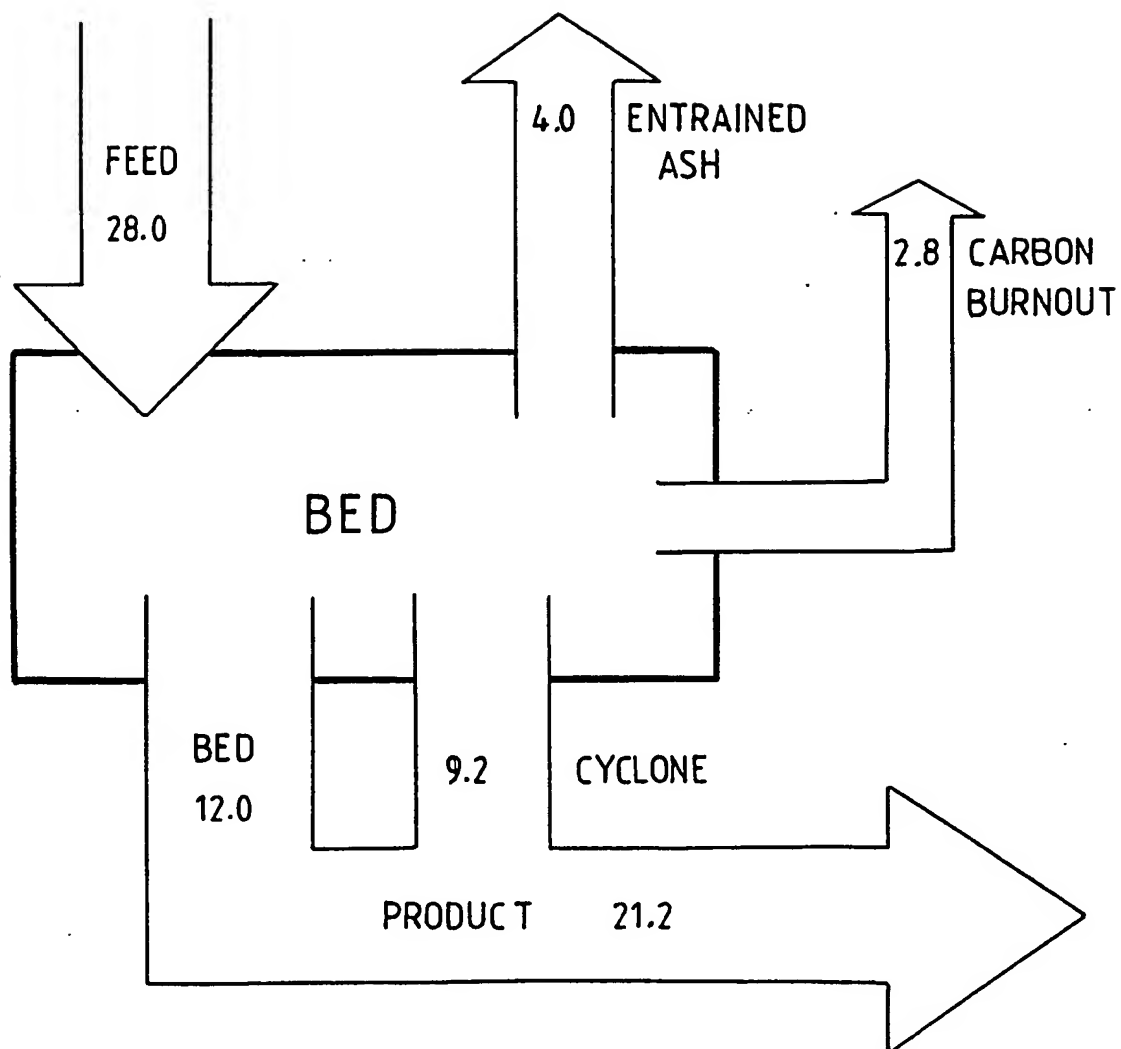 FEED
28.0
4.0 ENTRAINED
ASH
2.8 CARBON
BURNOUT
BED
BED
12.0
9.2 CYCLONE
PRODUCT 21.2